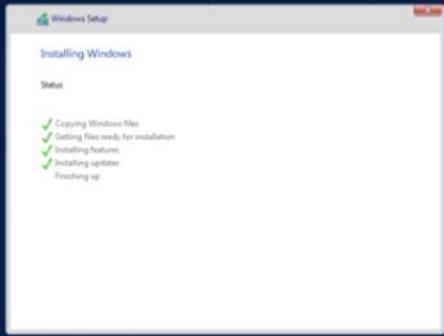 Windows Setup
Installing Windows
Status
Copying Windows files
Getting files ready for installation
Installing features
Installing updates
Finishing up